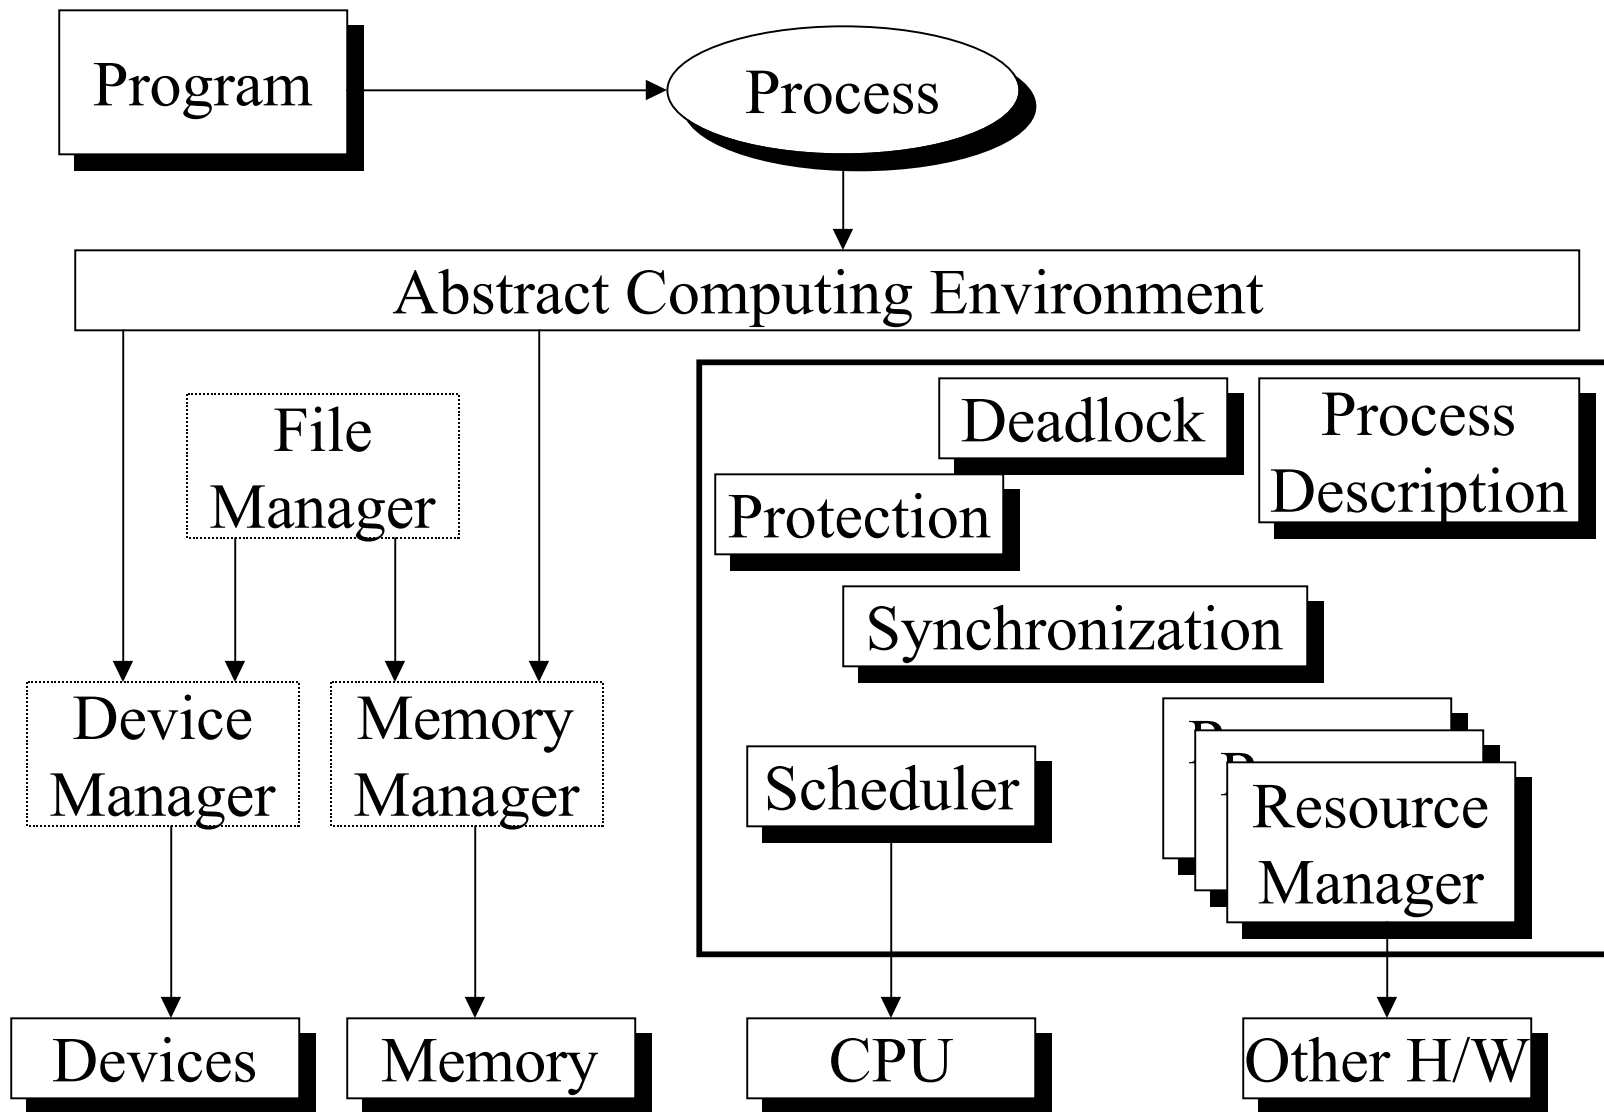 Program
Process
Abstract Computing Environment
File
Manager
Deadlock
Process
Description
Protection
Synchronization
Device
Manager
Memory
Manager
Scheduler
R
R
Resource
Manager
Devices
Memory
CPU
Other H/W